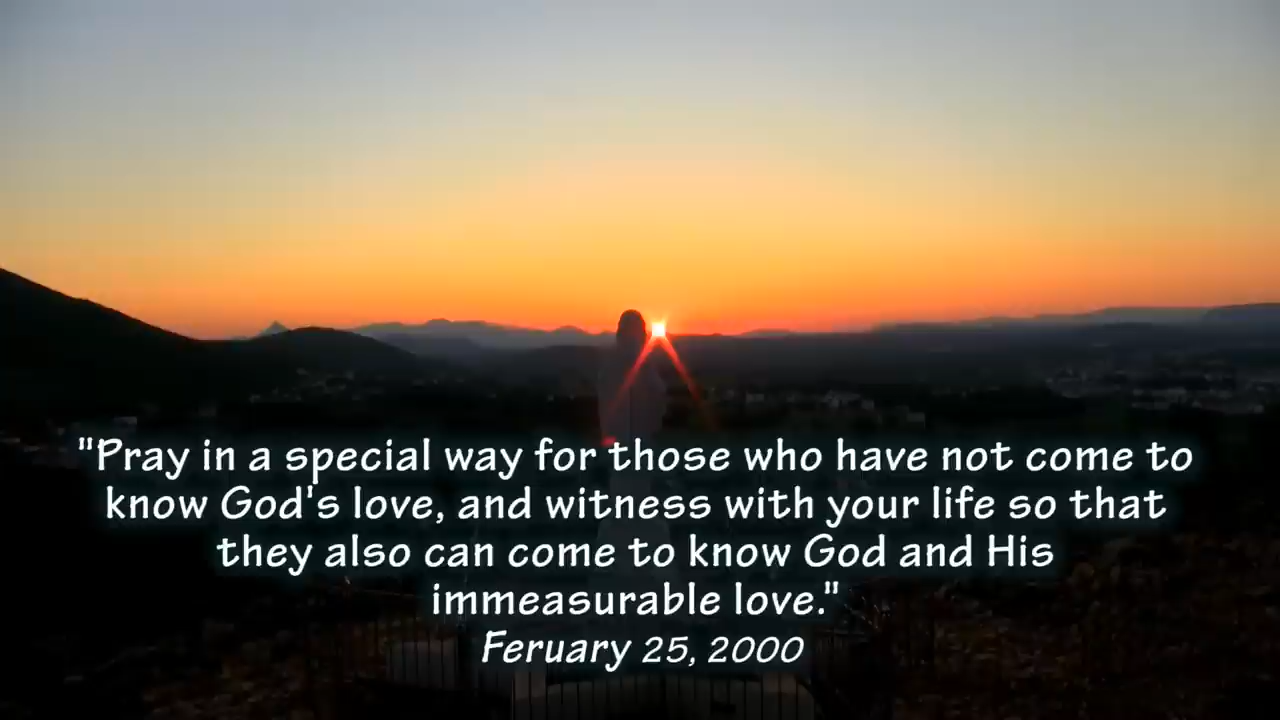 "Pray in a special way for those who have not come to
know God's love, and witness with your life so that
they also can come to know God and His
immeasurable love."
Feruary 25, 2000